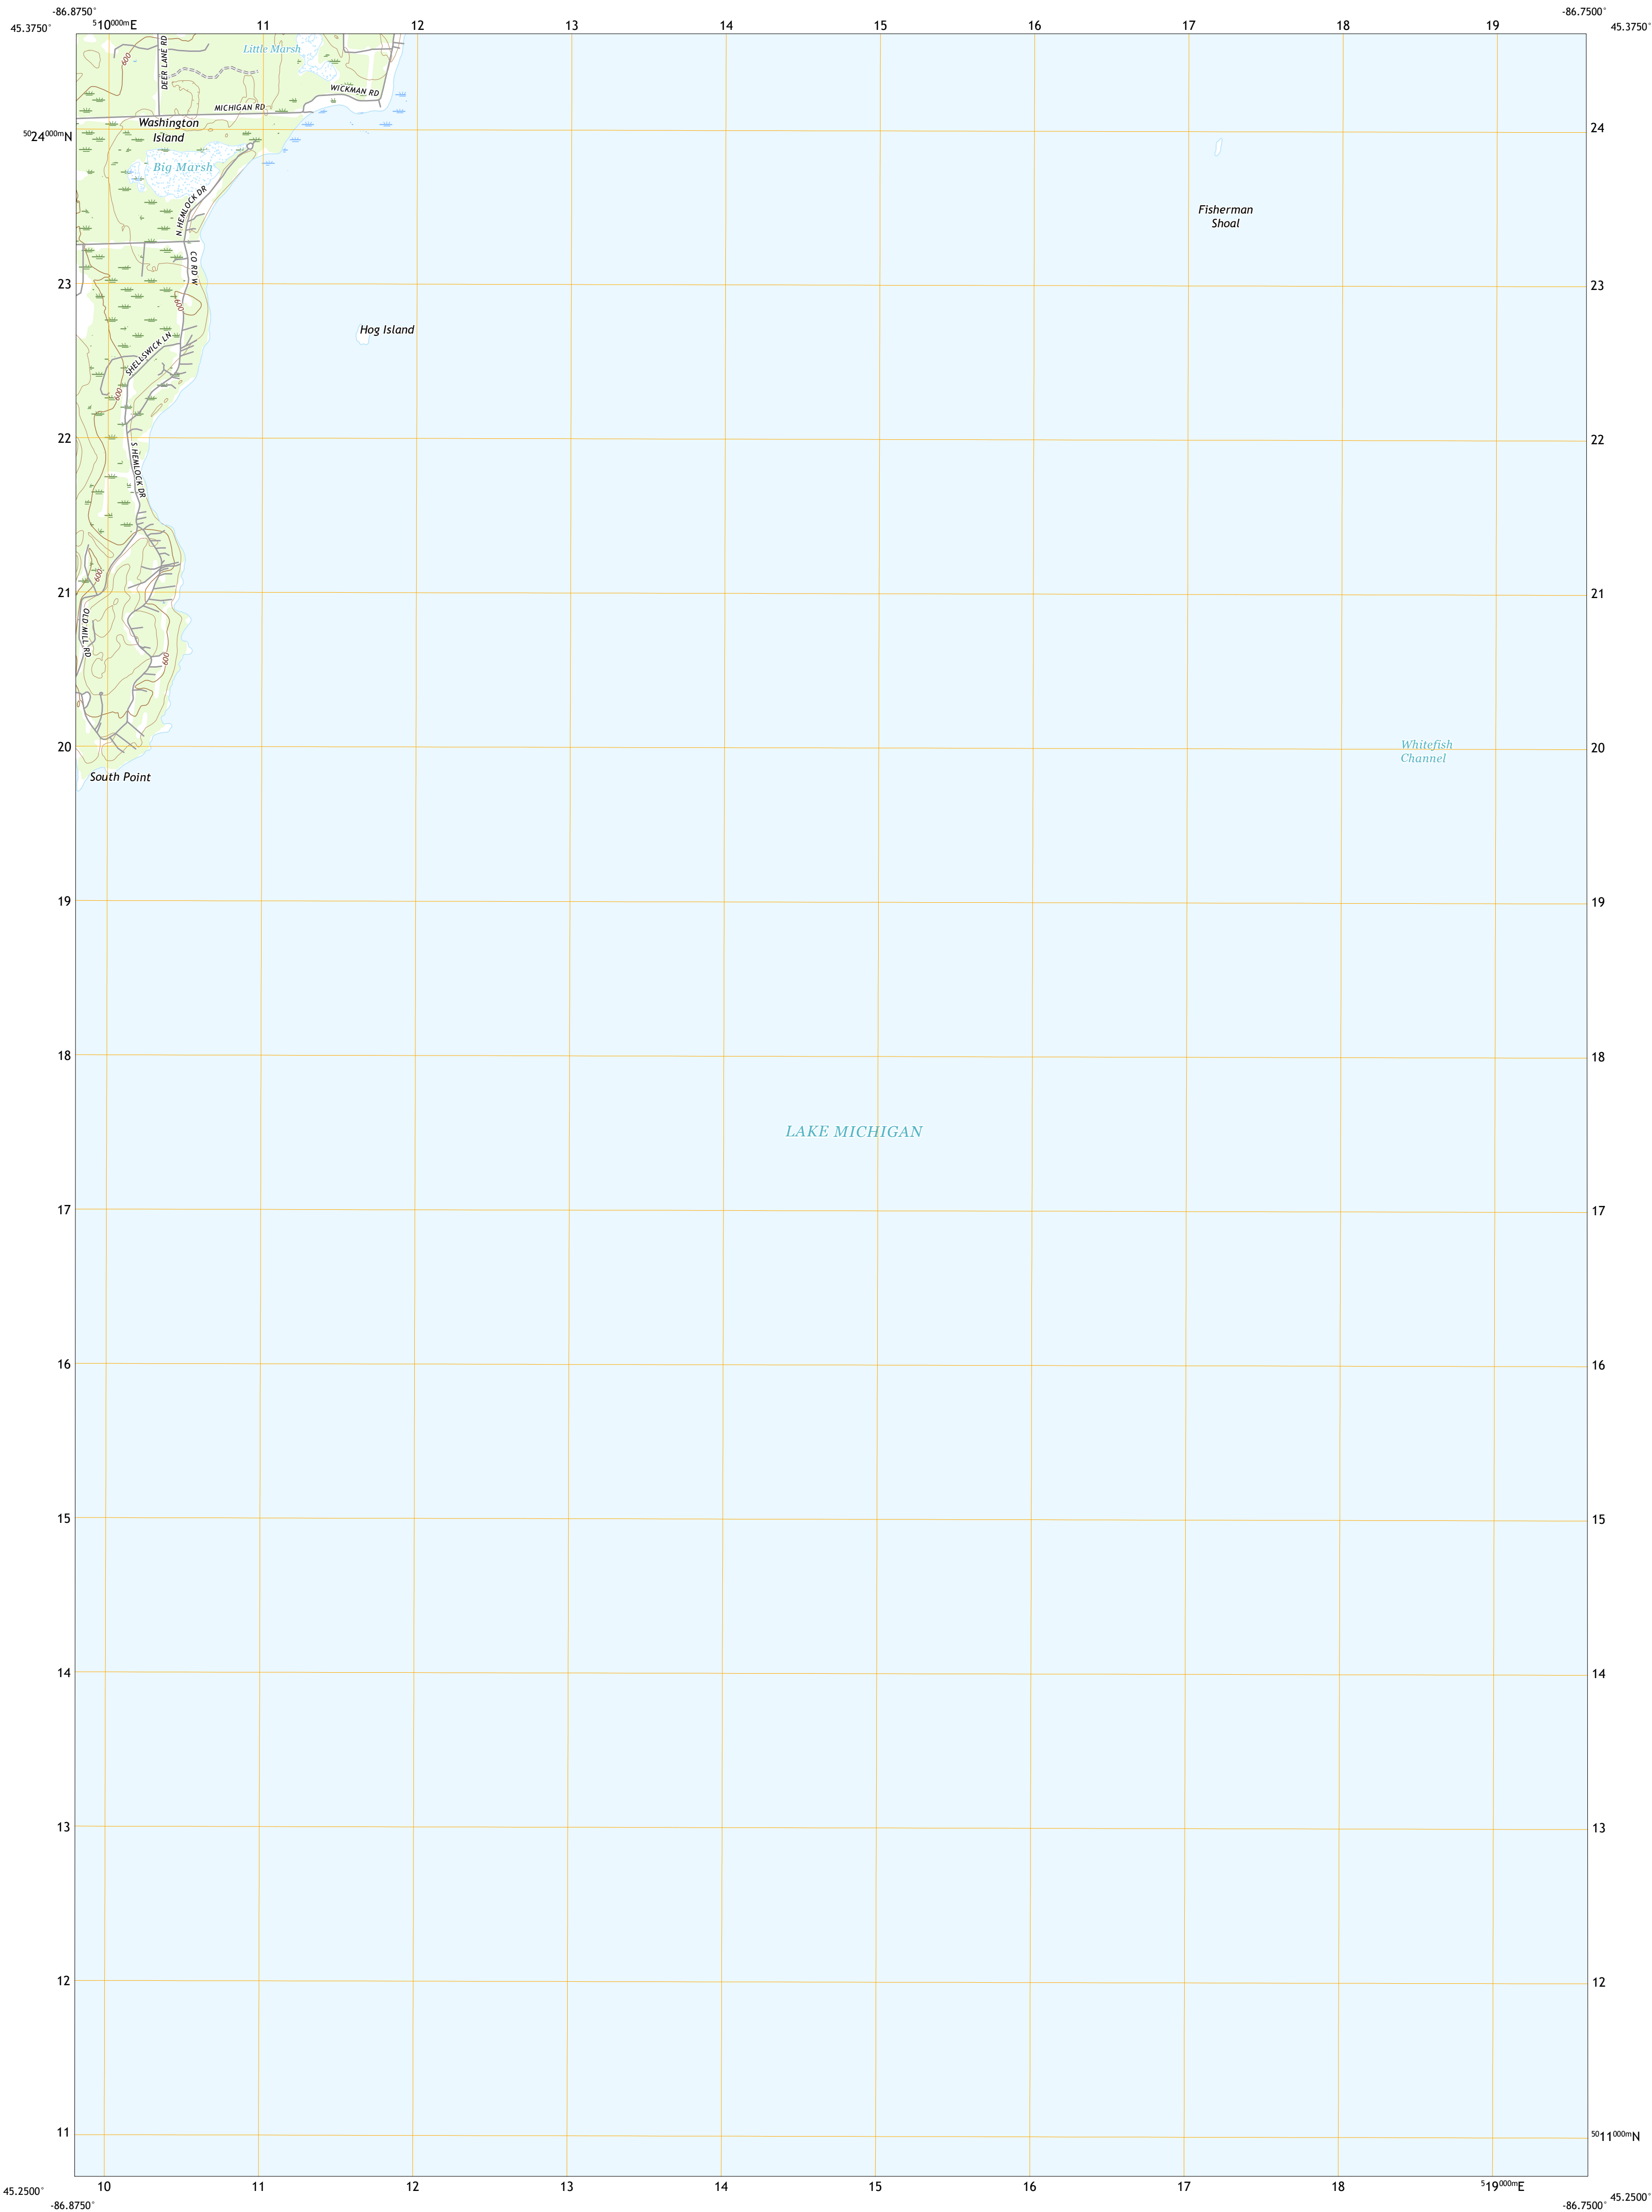 -86.8750°
-86.7500°
45.3750°
⁵10⁰⁰⁰ᵐE
11
12
13
14
15
16
17
18
19
45.3750°
DEER LANE RD
600
Little Marsh
WICKMAN RD
MICHIGAN RD
Washington
Island
⁵⁰24⁰⁰⁰ᵐN
24
Big Marsh
N HEMLOCK DR
Fisherman
Shoal
CO RD W
23
23
600
Hog Island
SHELLSWICK LN
600
22
22
S HEMLOCK DR
600
21
21
OLD MILL RD
600
20
20
Whitefish
Channel
South Point
19
19
18
18
LAKE MICHIGAN
17
17
16
16
15
15
14
14
13
13
12
12
11
⁵⁰11⁰⁰⁰ᵐN
45.2500°
10
11
12
13
14
15
16
17
18
⁵19⁰⁰⁰ᵐE
45.2500°
-86.8750°
-86.7500°